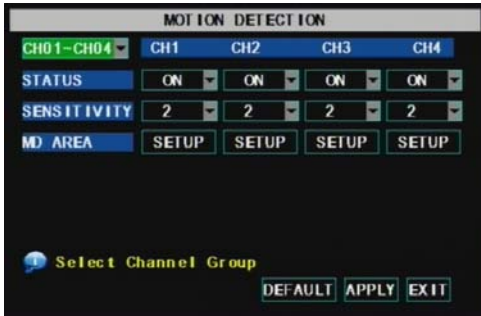 MOTION DETECTION
CH01-CH04 CH1 CH2 CH3 CH4
STATUS ON ON ON ON
SENSITIVITY 2 2 2 2
MD AREA SETUP SETUP SETUP SETUP
Select Channel Group
DEFAULT APPLY EXIT